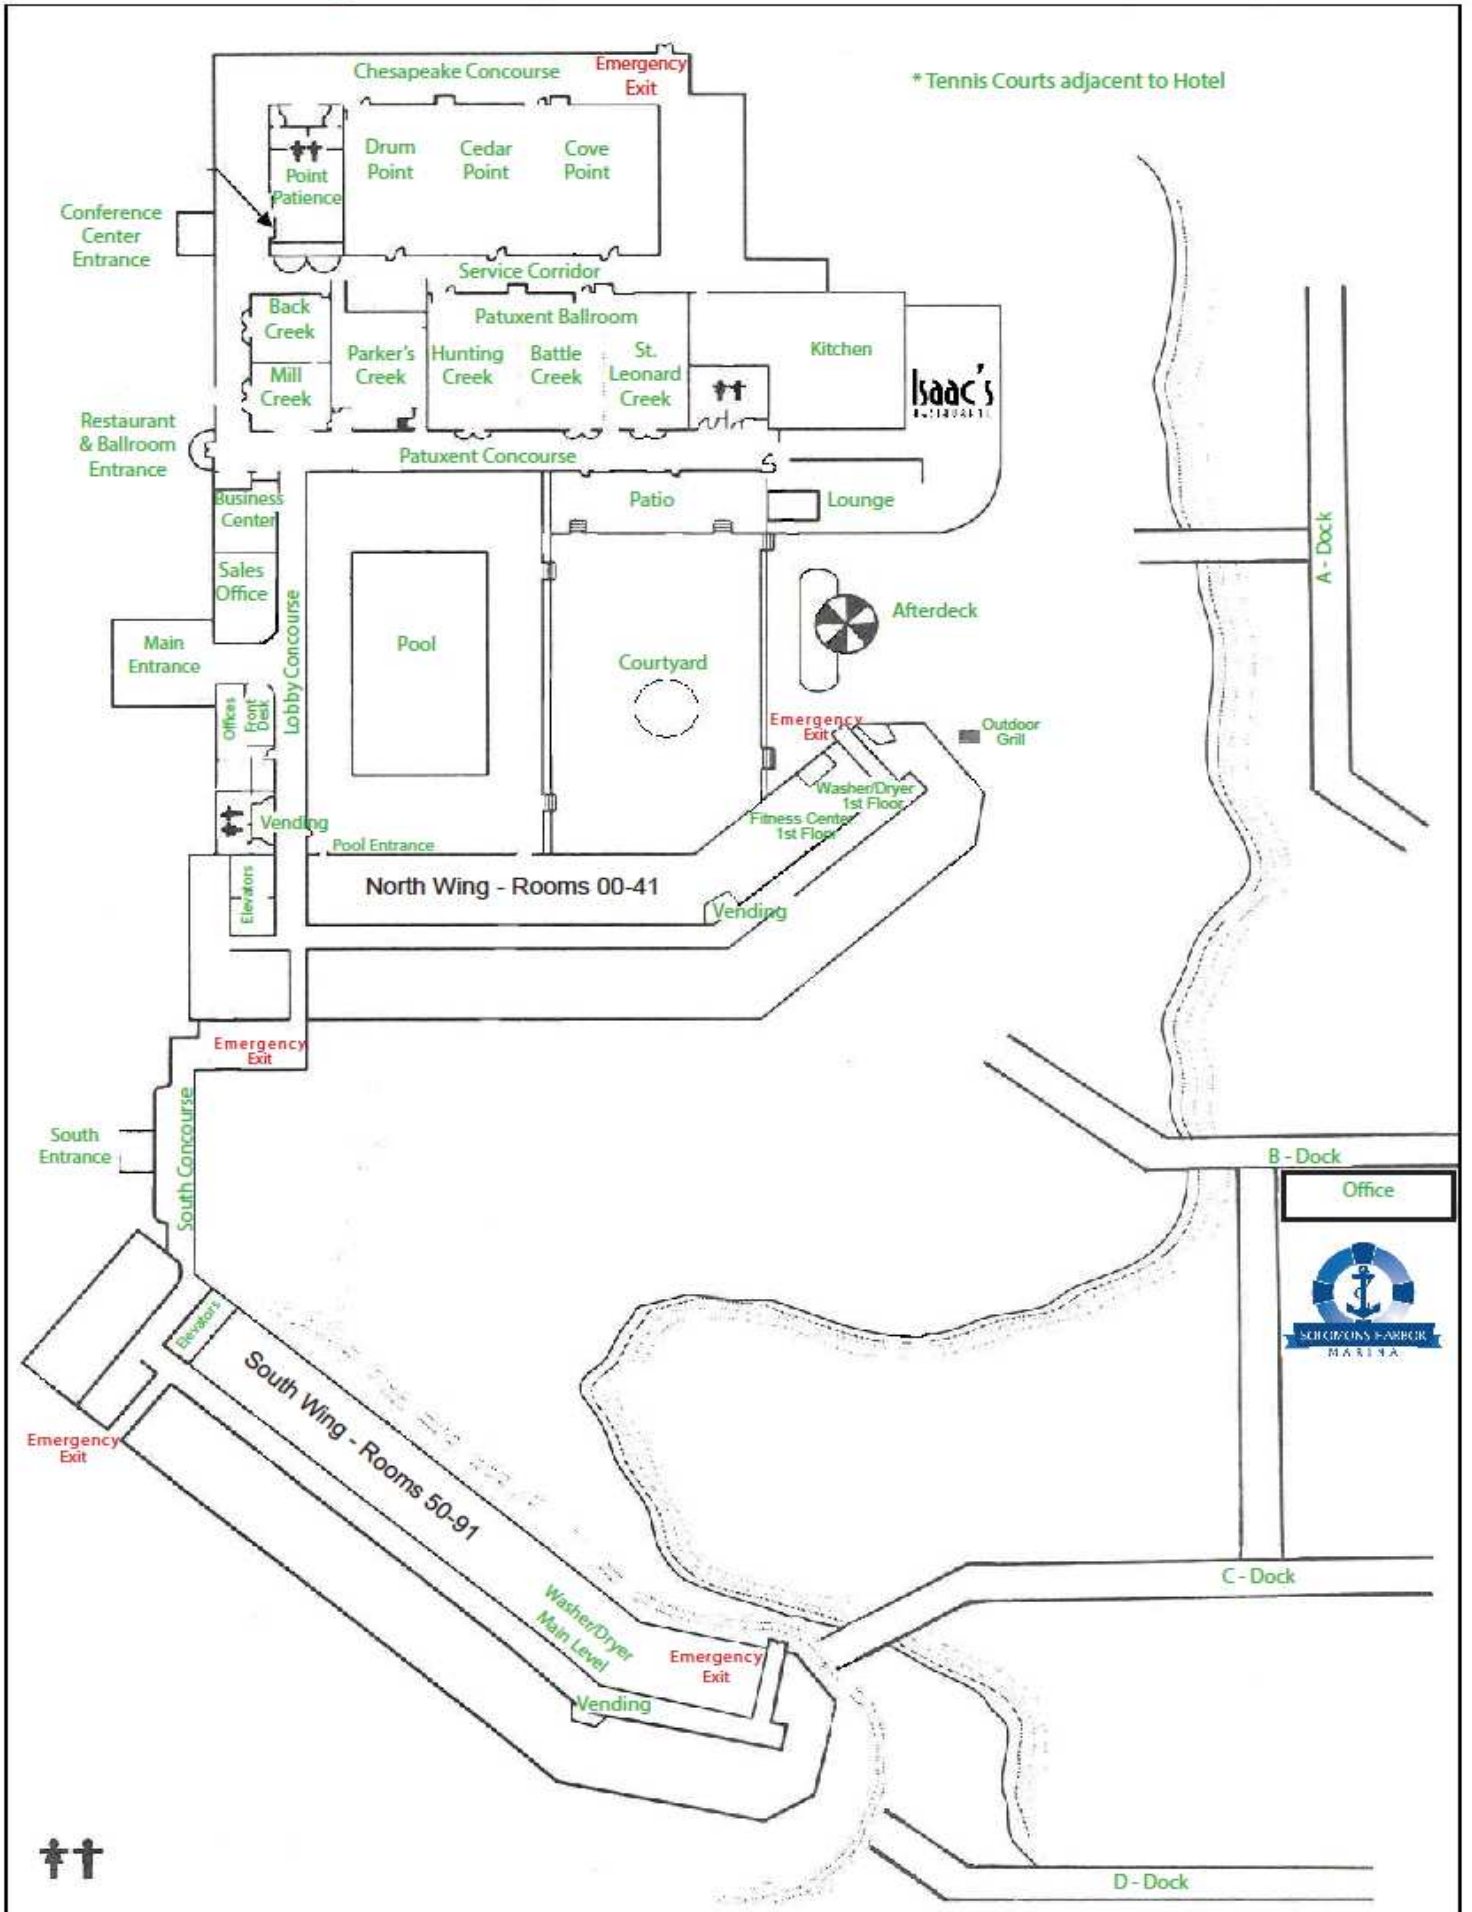 Chesapeake Concourse
Emergency
Exit
* Tennis Courts adjacent to Hotel
Drum
Point
Cedar
Point
Cove
Point
Point
Patience
Conference
Center
Entrance
Service Corridor
Back
Creek
Patuxent Ballroom
Parker's
Creek
Hunting
Creek
Battle
Creek
St.
Leonard
Creek
Kitchen
Mill
Creek
Isaac's
Restaurant
& Ballroom
Entrance
Patuxent Concourse
Business
Center
Patio
Lounge
A - Dock
Sales
Office
Lobby Concourse
Afterdeck
Main
Entrance
Pool
Courtyard
Offices
Front
Desk
Emergency
Exit
Outdoor
Grill
Washer/Dryer
1st Floor
Fitness Center
1st Floor
Vending
Pool Entrance
Elevators
North Wing - Rooms 00-41
Vending
Emergency
Exit
South Concourse
South
Entrance
B - Dock
Office
SOLOMONS HARBOR
MARINA
Elevators
South Wing - Rooms 50-91
Emergency
Exit
C - Dock
Washer/Dryer
Main Level
Emergency
Exit
Vending
D - Dock